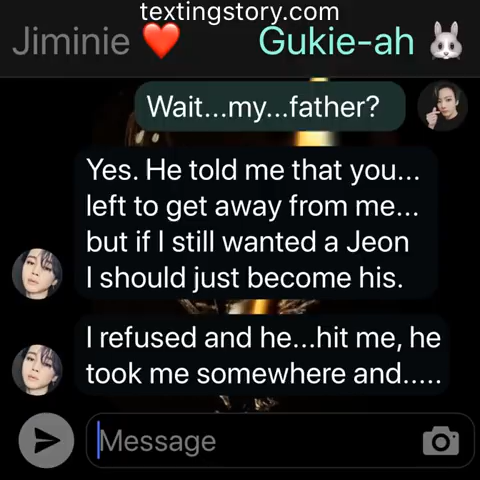 textingstory.com
Jiminie ❤️ Gukie-ah 🐰
Wait...my...father?
Yes. He told me that you...
left to get away from me...
but if I still wanted a Jeon
I should just become his.
I refused and he...hit me, he
took me somewhere and.....
Message